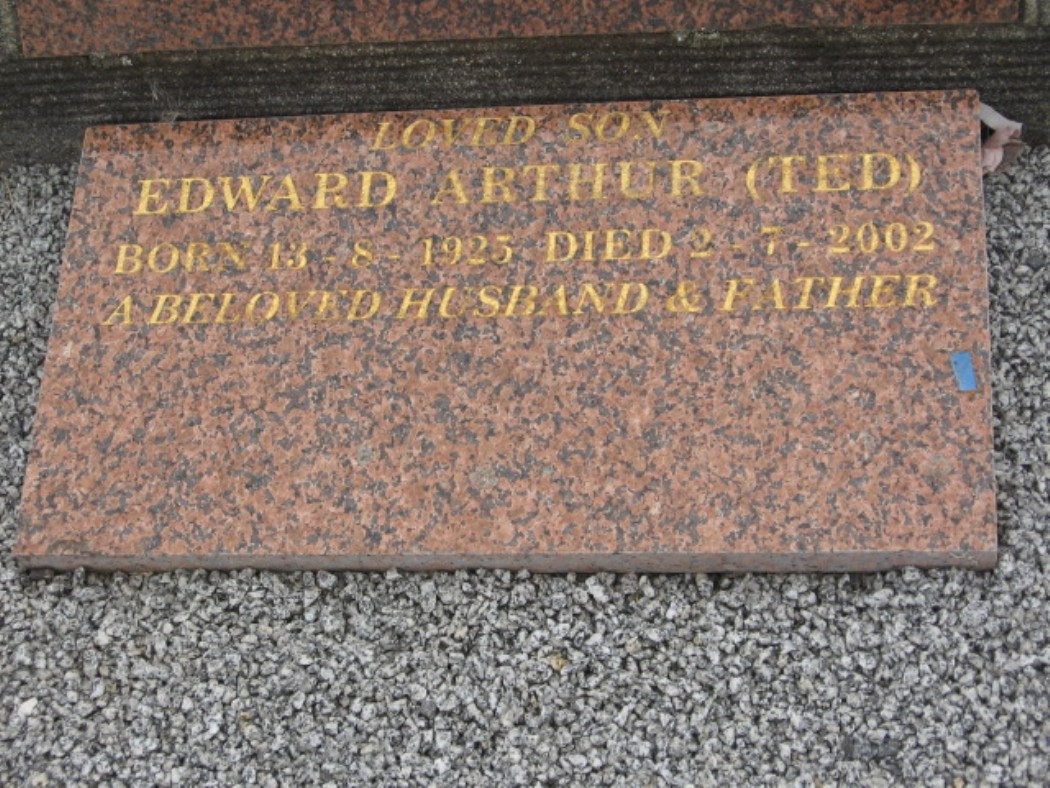 LOVED SON
EDWARD ARTHUR (TED)
BORN 13 - 8 - 1925 DIED 2 - 7 - 2002
A BELOVED HUSBAND & FATHER